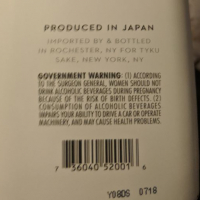 PRODUCED IN JAPAN
IMPORTED BY & BOTTLED
IN ROCHESTER, NY FOR TYKU
SAKE, NEW YORK, NY
GOVERNMENT WARNING: (1) ACCORDING
TO THE SURGEON GENERAL, WOMEN SHOULD NOT
DRINK ALCOHOLIC BEVERAGES DURING PREGNANCY
BECAUSE OF THE RISK OF BIRTH DEFECTS. (2)
CONSUMPTION OF ALCOHOLIC BEVERAGES
IMPAIRS YOUR ABILITY TO DRIVE A CAR OR OPERATE
MACHINERY, AND MAY CAUSE HEALTH PROBLEMS.
7 36040 52001 6
Y08DS 0718